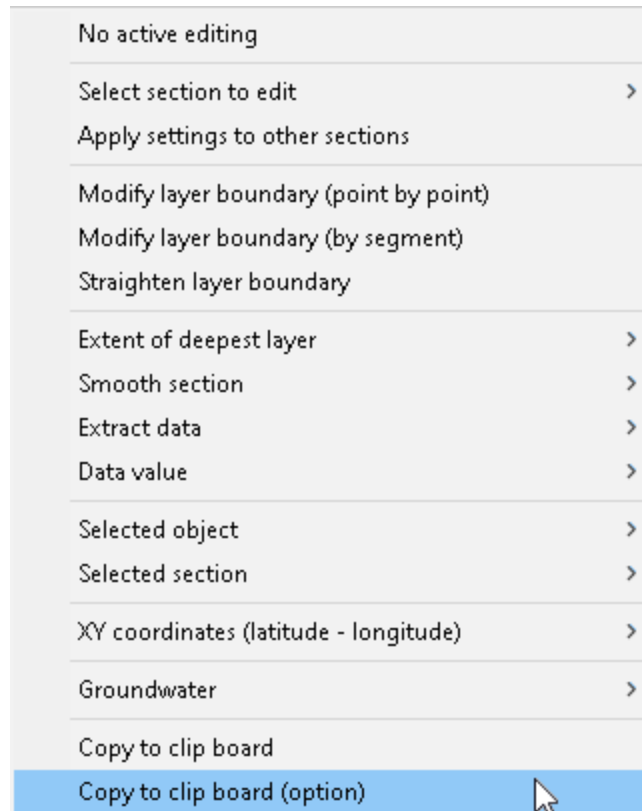 No active editing
Select section to edit
Apply settings to other sections
Modify layer boundary (point by point)
Modify layer boundary (by segment)
Straighten layer boundary
Extent of deepest layer
Smooth section
Extract data
Data value
Selected object
Selected section
XY coordinates (latitude - longitude)
Groundwater
Copy to clip board
Copy to clip board (option)